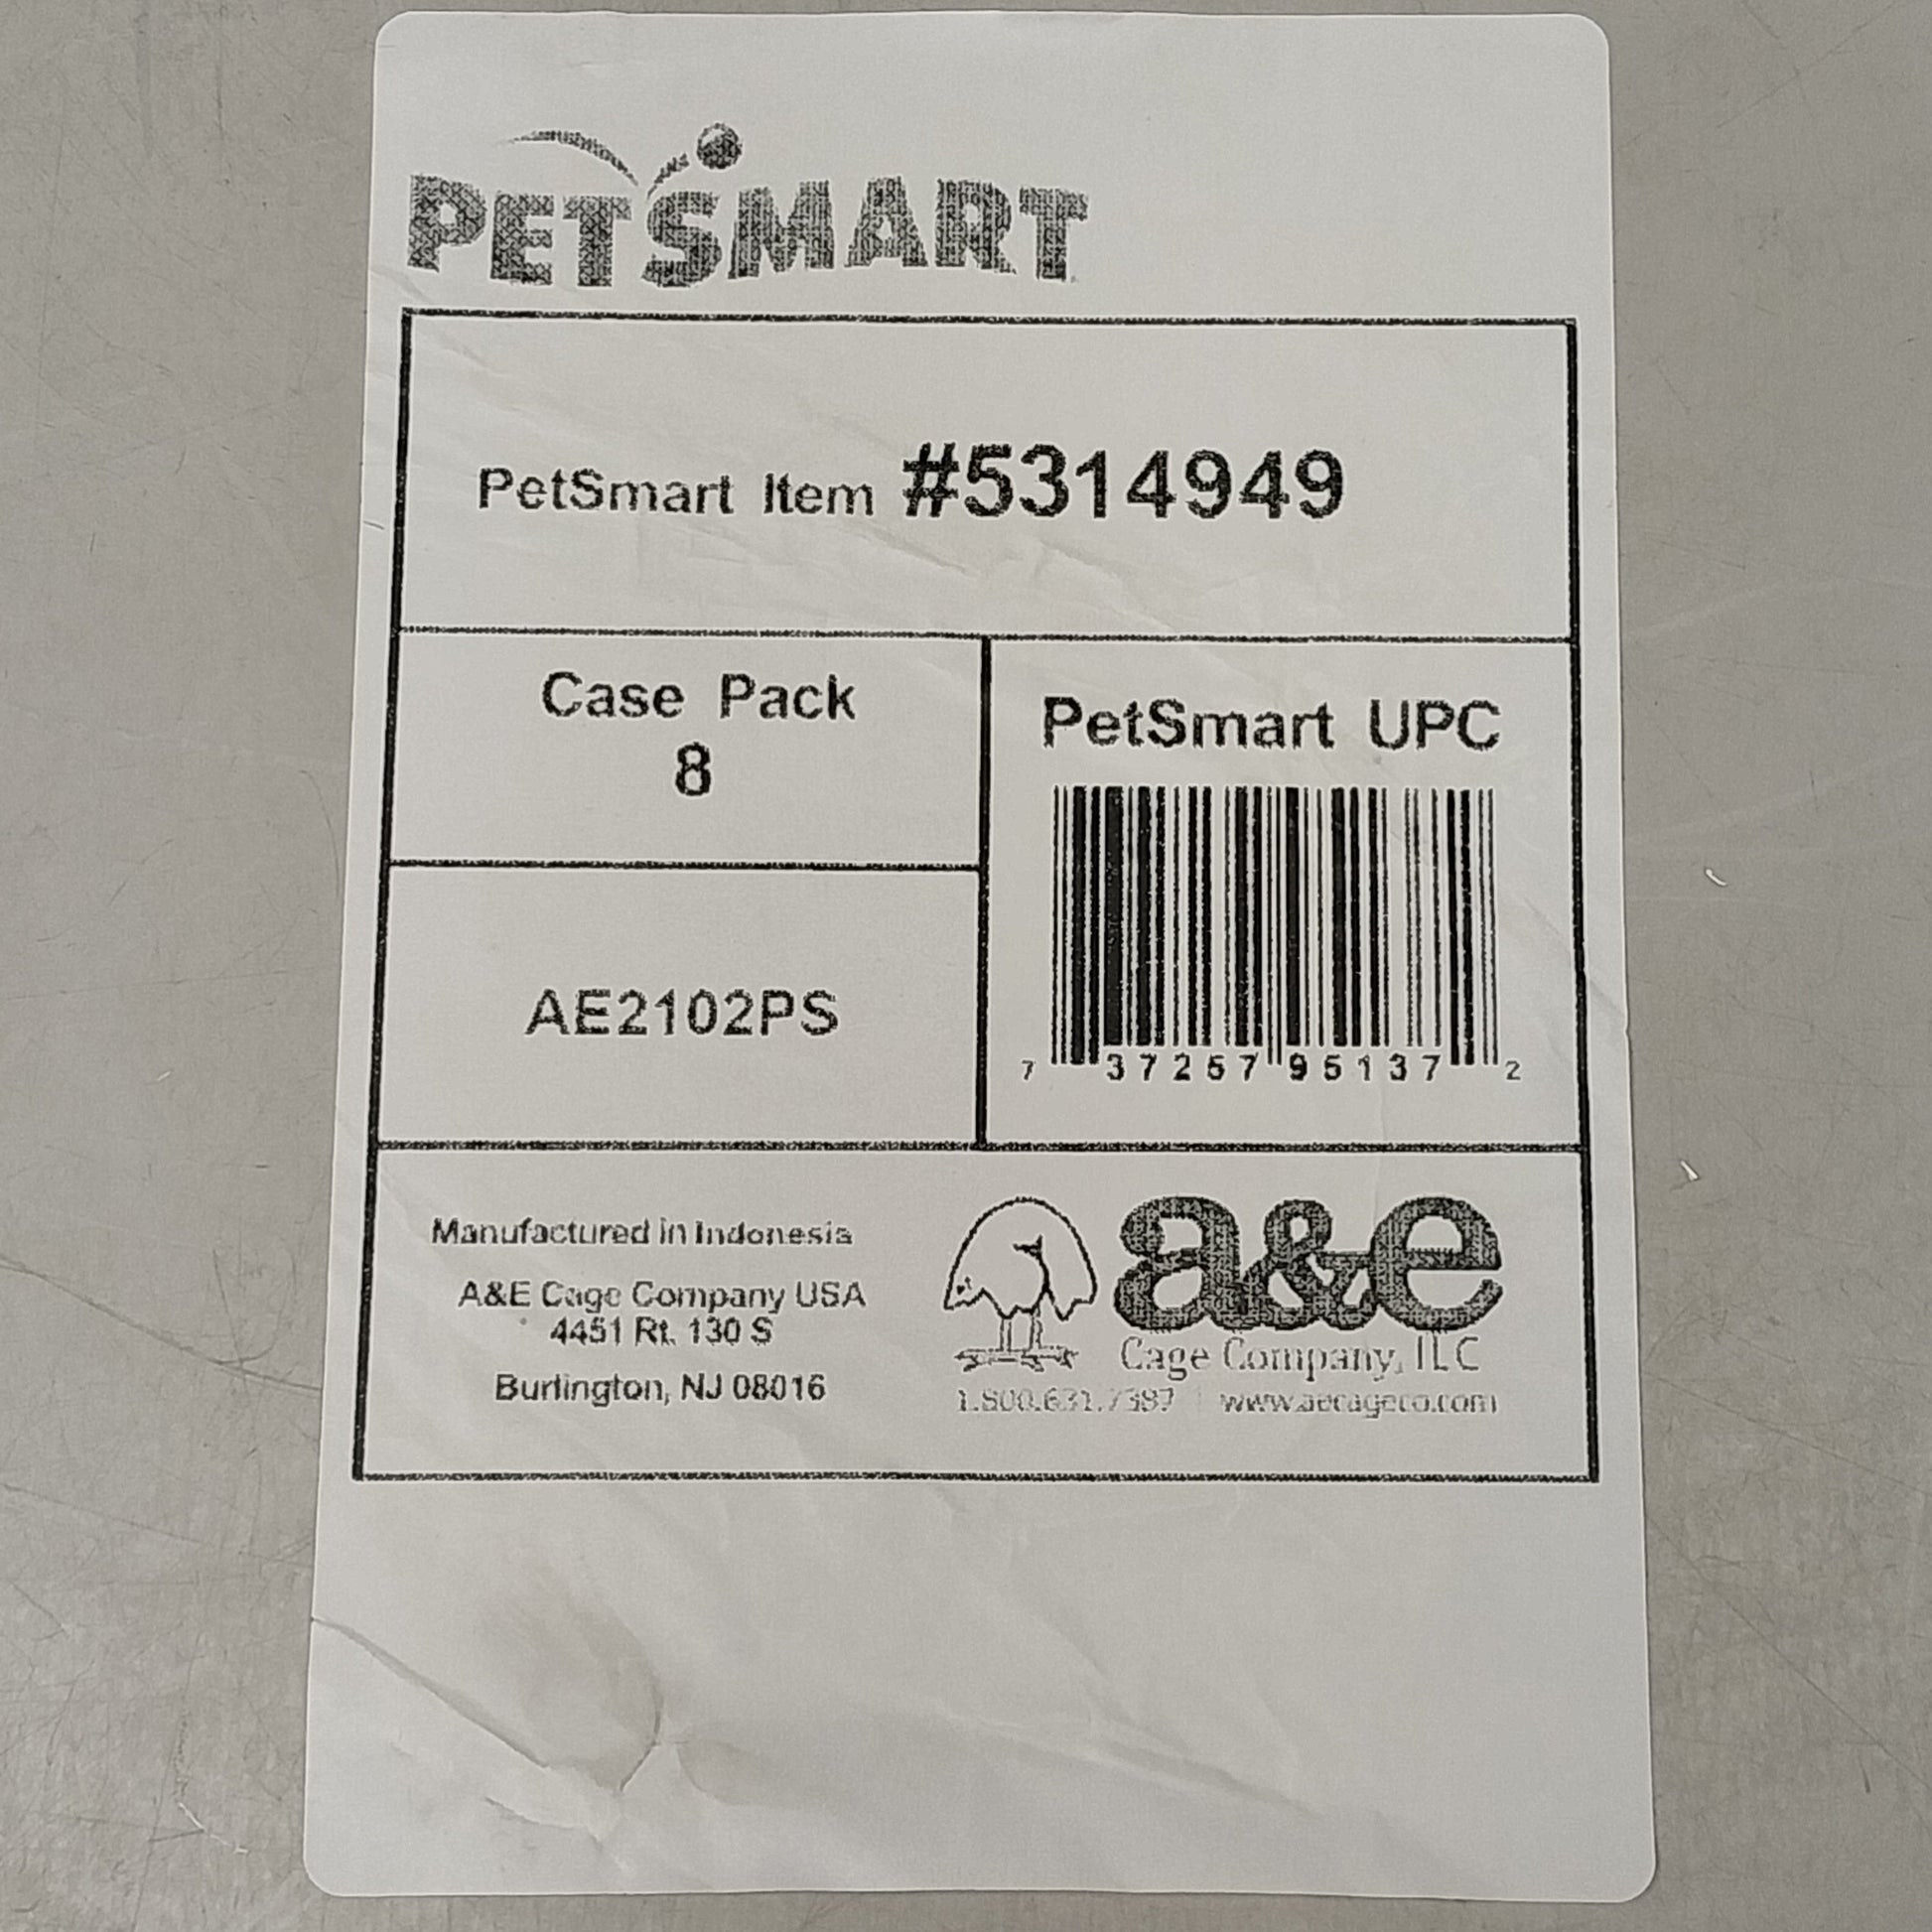 PETSMART
PetSmart Item #5314949
Case Pack
8
PetSmart UPC
AE2102PS
7 37257 95137 2
Manufactured in Indonesia
A&E Cage Company USA
4451 Rt. 130 S
Burlington, NJ 08016
a&e
Cage Company, LLC
www.aecageco.com